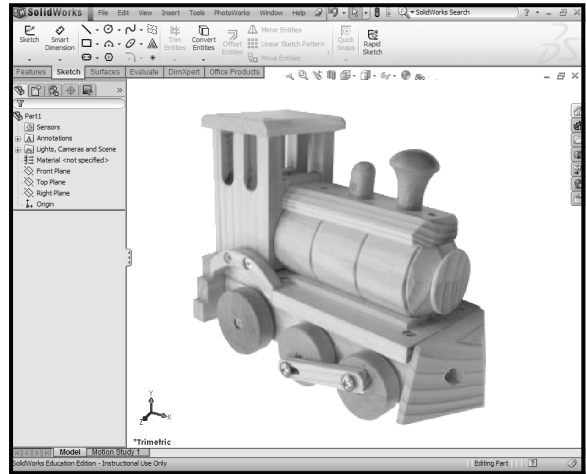 SolidWorks File Edit View Insert Tools PhotoWorks Window Help SolidWorks Search ?
Sketch Smart Dimension Trim Entities Convert Entities Offset Entities Mirror Entities Linear Sketch Pattern Move Entities Quick Snaps Rapid Sketch
Features Sketch Surfaces Evaluate DimXpert Office Products
Part1
Sensors
A Annotations
Lights, Cameras and Scene
Material <not specified>
Front Plane
Top Plane
Right Plane
Origin
Y
Z X
*Trimetric
Model Motion Study 1
SolidWorks Education Edition - Instructional Use Only Editing Part ?